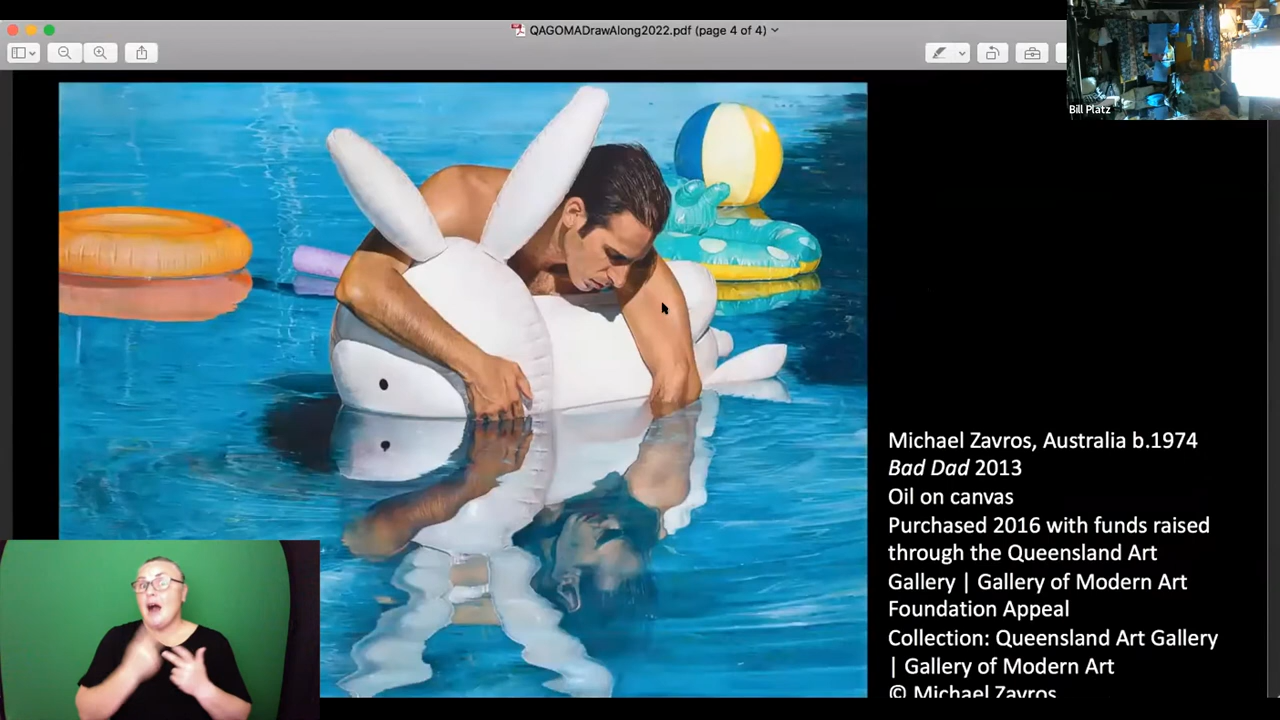 QAGOMADrawAlong2022.pdf (page 4 of 4)
Bill Platz
Michael Zavros, Australia b.1974
Bad Dad 2013
Oil on canvas
Purchased 2016 with funds raised
through the Queensland Art
Gallery | Gallery of Modern Art
Foundation Appeal
Collection: Queensland Art Gallery
| Gallery of Modern Art
© Michael Zavros